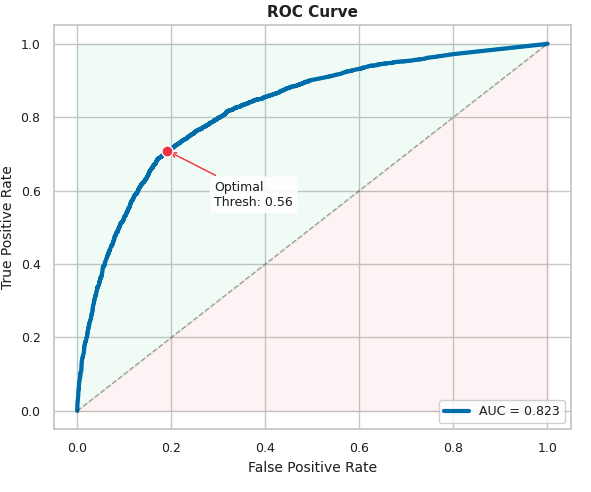 ROC Curve
True Positive Rate
1.0
0.8
0.6
0.4
0.2
0.0
Optimal
Thresh: 0.56
AUC = 0.823
0.0 0.2 0.4 0.6 0.8 1.0
False Positive Rate